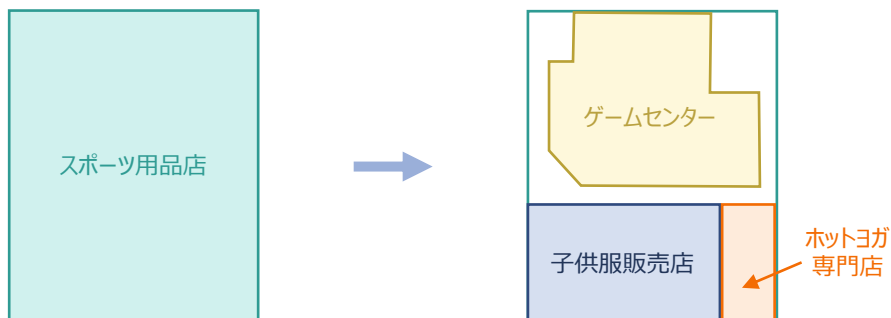 スポーツ用品店
ゲームセンター
子供服販売店
ホットヨガ
専門店